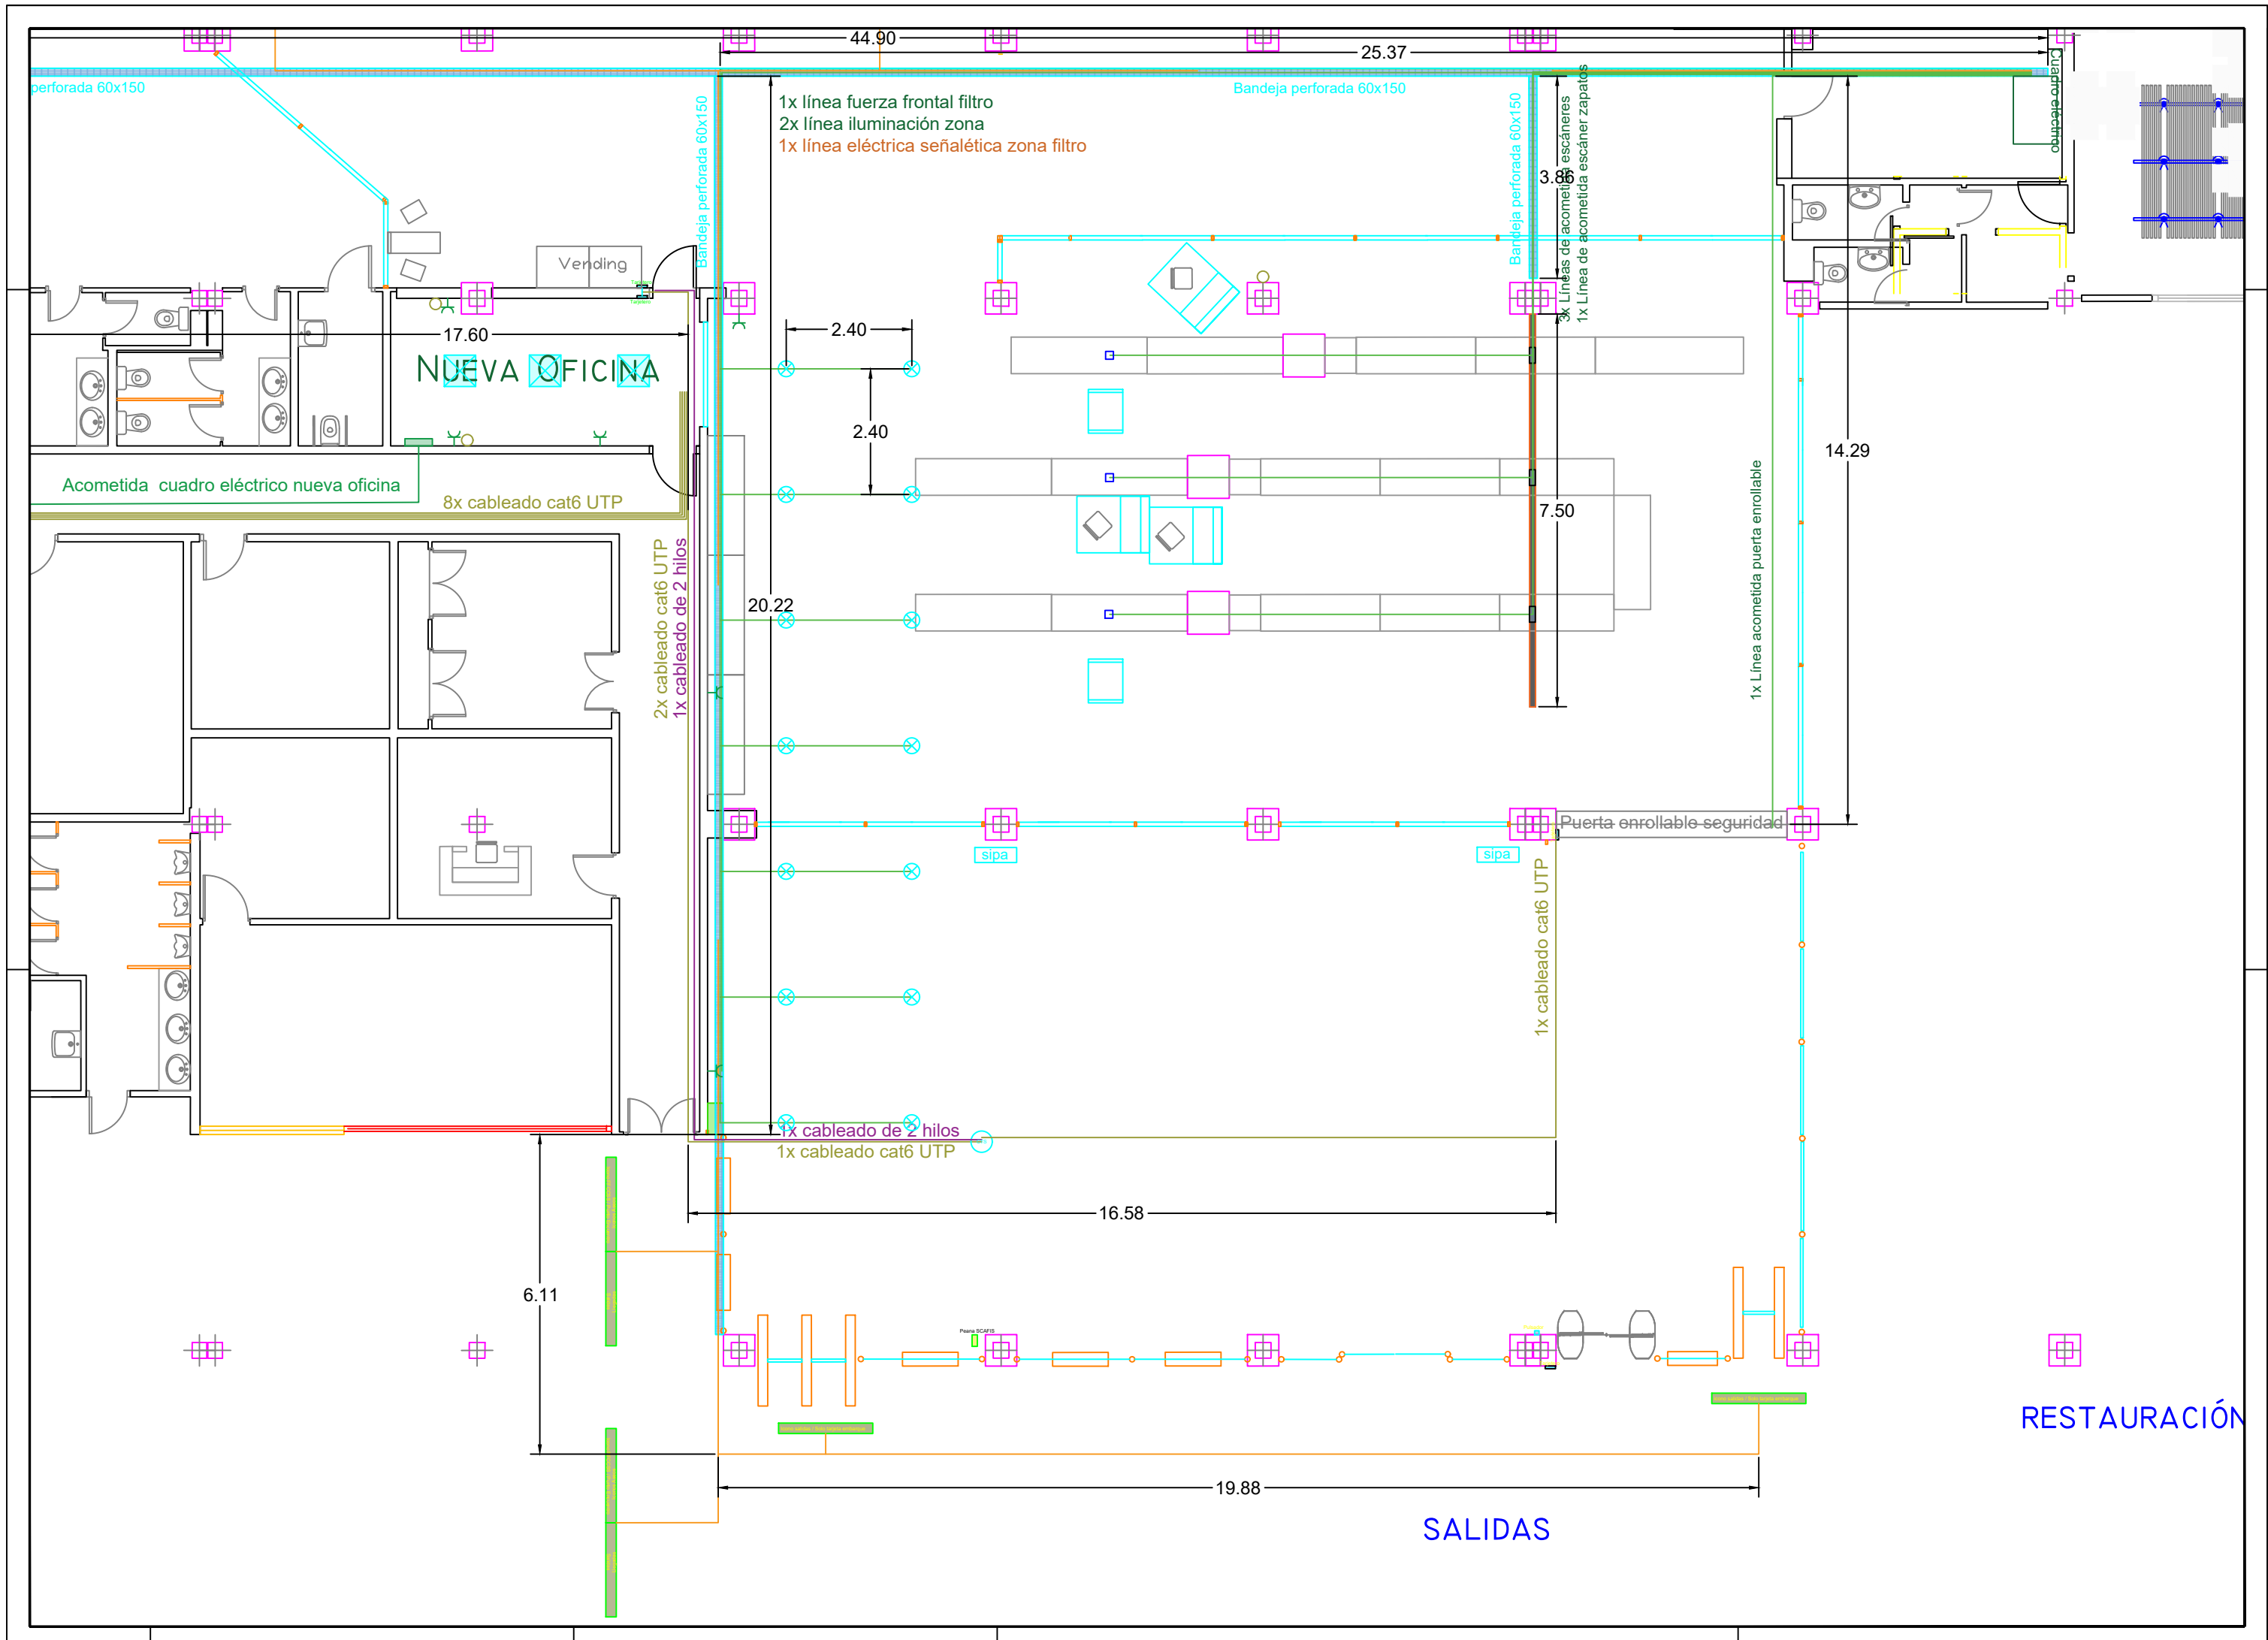 44.90
25.37
perforada 60x150
Bandeja perforada 60x150
Bandeja perforada 60x150
Bandeja perforada 60x150
Cuadro eléctrico
1x línea fuerza frontal filtro
2x línea iluminación zona
1x línea eléctrica señalética zona filtro
3.86
3x Líneas de acometida escáneres
1x Línea de acometida escáner zapatos
Vending
17.60
2.40
NUEVA OFICINA
2.40
14.29
Acometida cuadro eléctrico nueva oficina
8x cableado cat6 UTP
7.50
2x cableado cat6 UTP
1x cableado de 2 hilos
20.22
1x Línea acometida puerta enrollable
Puerta enrollable seguridad
sipa
sipa
1x cableado cat6 UTP
1x cableado de 2 hilos
1x cableado cat6 UTP
16.58
6.11
Peana SCAFIS
RESTAURACIÓN
19.88
SALIDAS